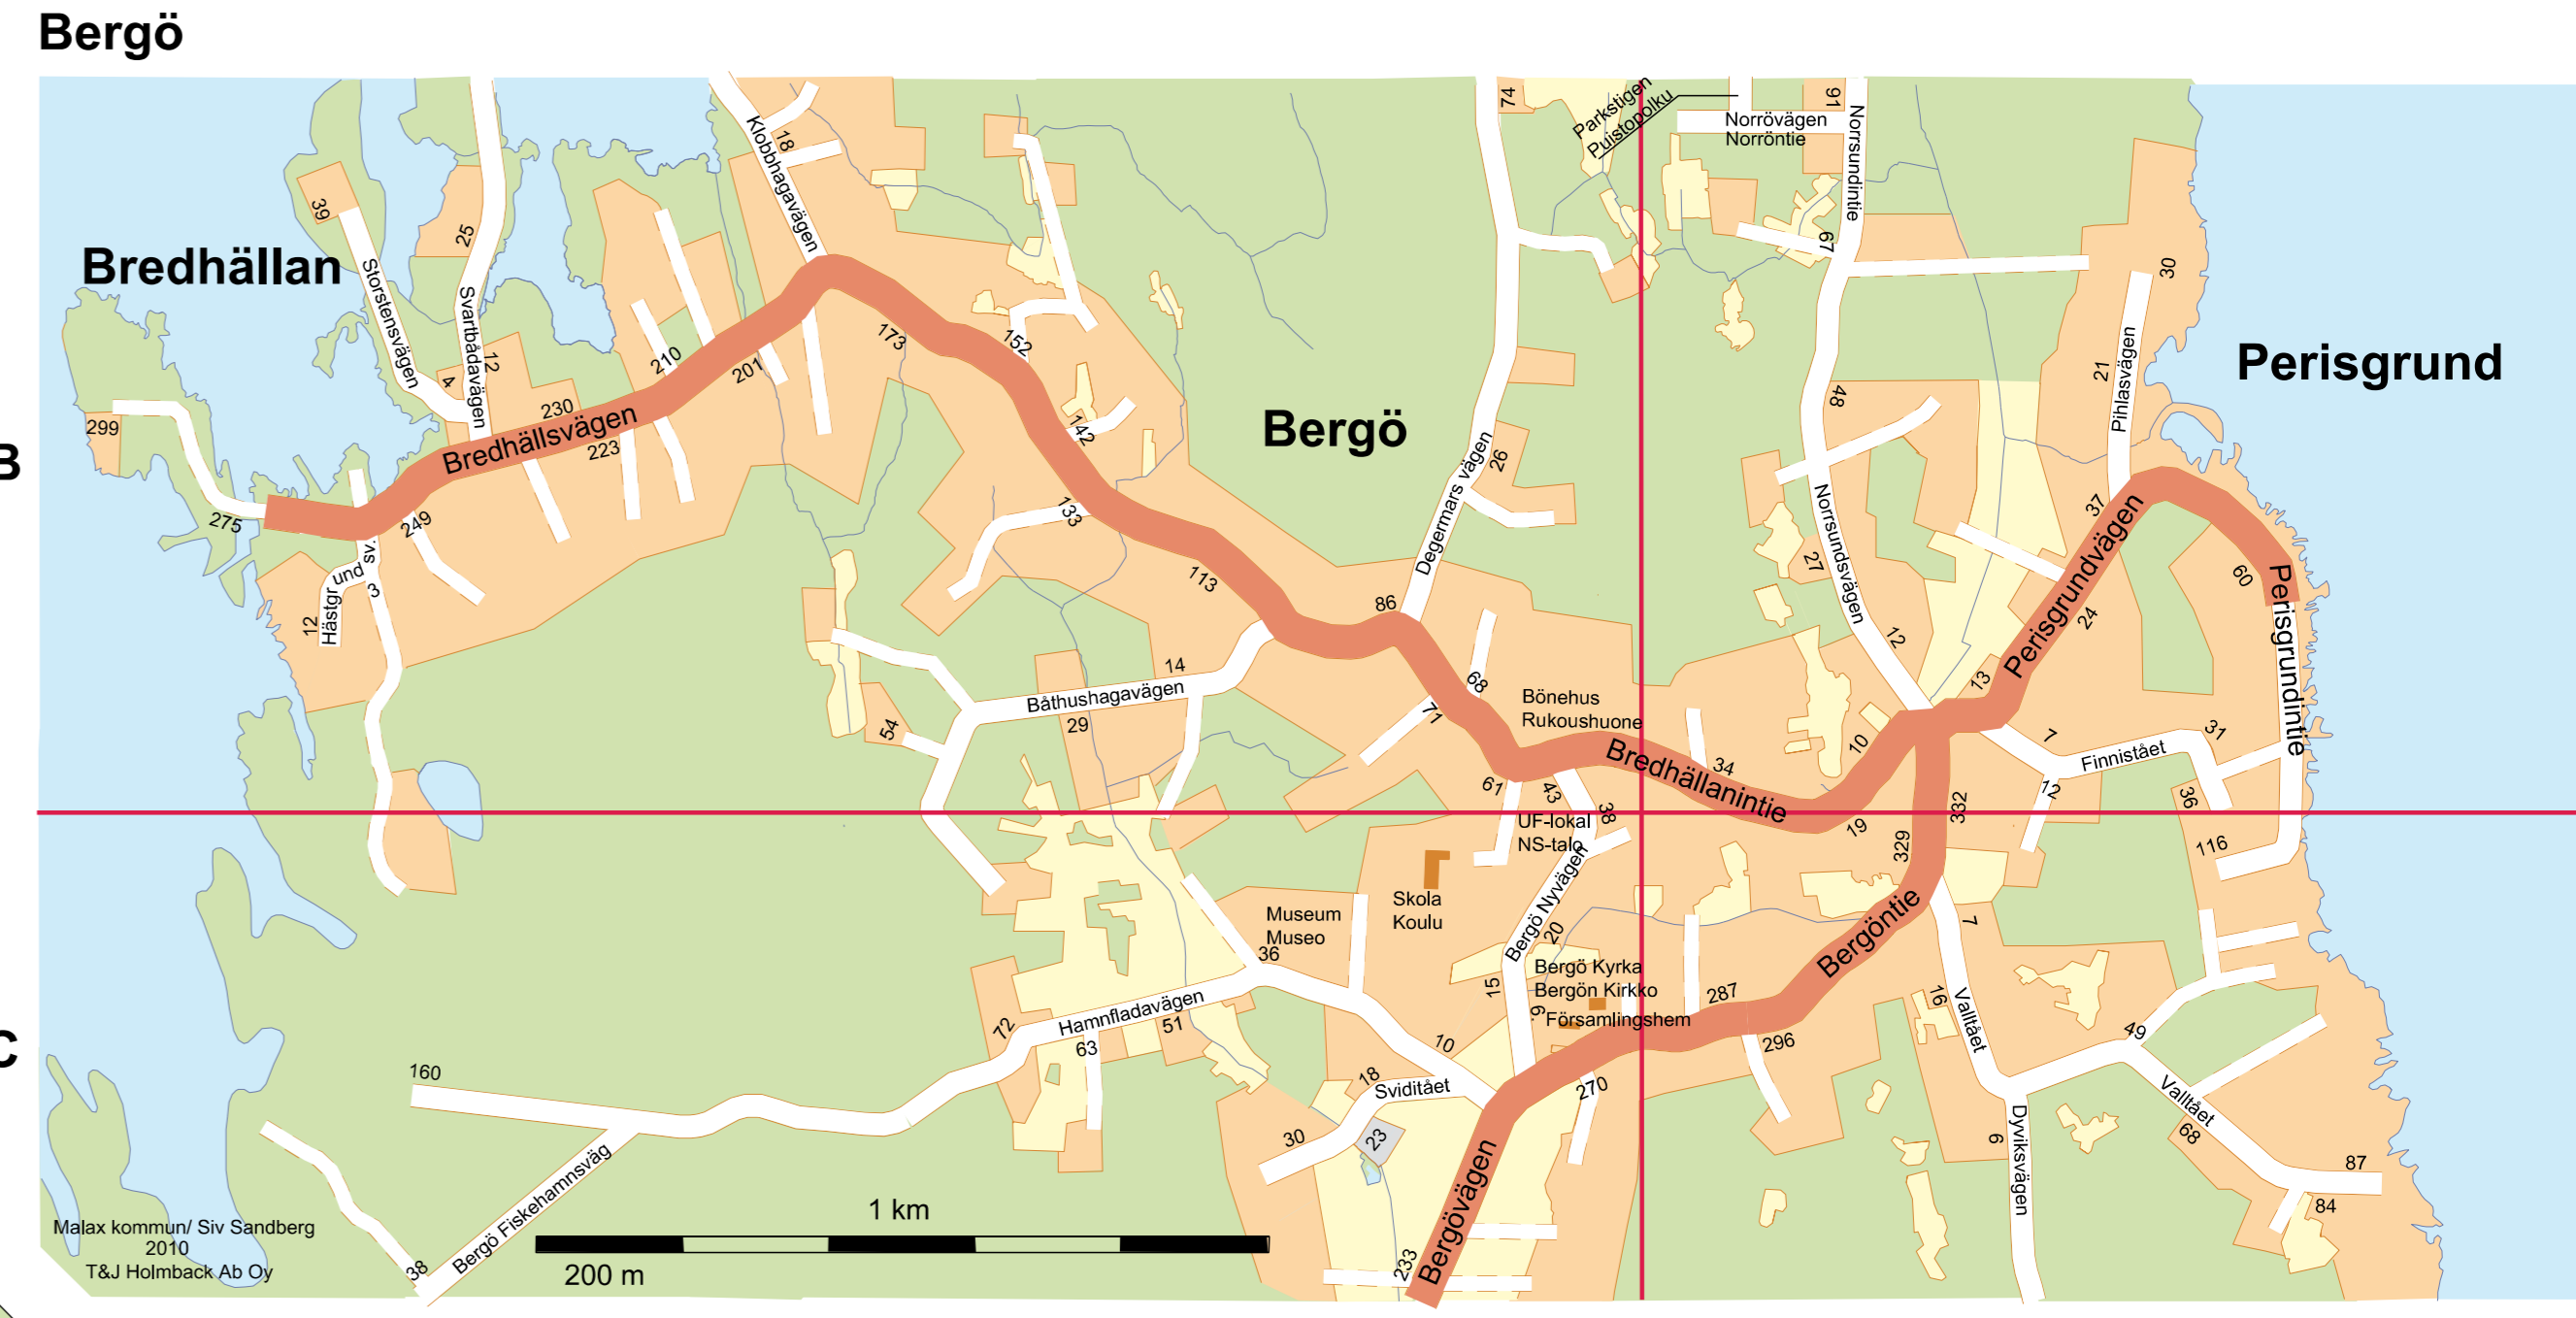 Bergö
74
Parkstigen
Puistopolku
91
Norrövägen
Norröntie
Norrsundintie
18
Klobbhagavägen
39
25
Bredhällan
Storstensvägen
Svartbådavägen
67
30
Perisgrund
173
152
210
201
12
4
21
Pihlasvägen
48
230
Bredhällsvägen
223
299
142
Bergö
Degermars vägen
26
B
275
249
133
37
Perisgrundvägen
Norrsundsvägen
27
113
60
Perisgrundintie
sv.
und
Hästgr
3
12
86
24
12
14
Båthushagavägen
29
54
68
71
13
Bönehus
Rukoushuone
Bredhällanintie
34
10
7
Finnistået
31
61
43
38
19
332
329
12
36
116
UF-lokal
NS-talo
Bergö Nyvägen
Skola
Koulu
Museum
Museo
36
20
Bergöntie
7
Bergö Kyrka
Bergön Kirkko
15
9
Församlingshem
287
296
16
Valltået
49
72
Hamnfladavägen
51
63
10
C
160
18
Sviditået
270
30
23
Valltået
68
6
Dyviksvägen
87
84
Bergö Fiskehamnsväg
38
Bergövägen
233
1 km
200 m
Malax kommun/ Siv Sandberg
2010
T&J Holmback Ab Oy